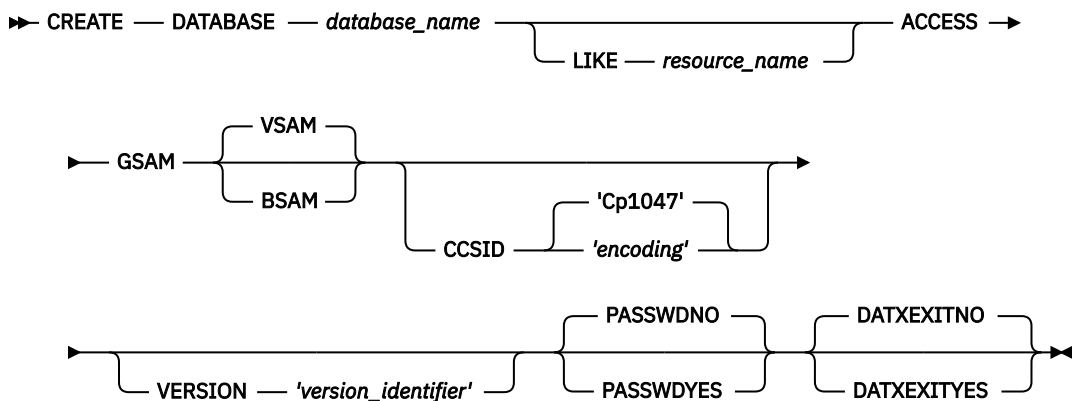 CREATE DATABASE database_name ACCESS
LIKE resource_name
VSAM
GSAM
BSAM
'Cp1047'
CCSID 'encoding'
PASSWDNO DATXEXITNO
VERSION 'version_identifier' PASSWDYES DATXEXITYES